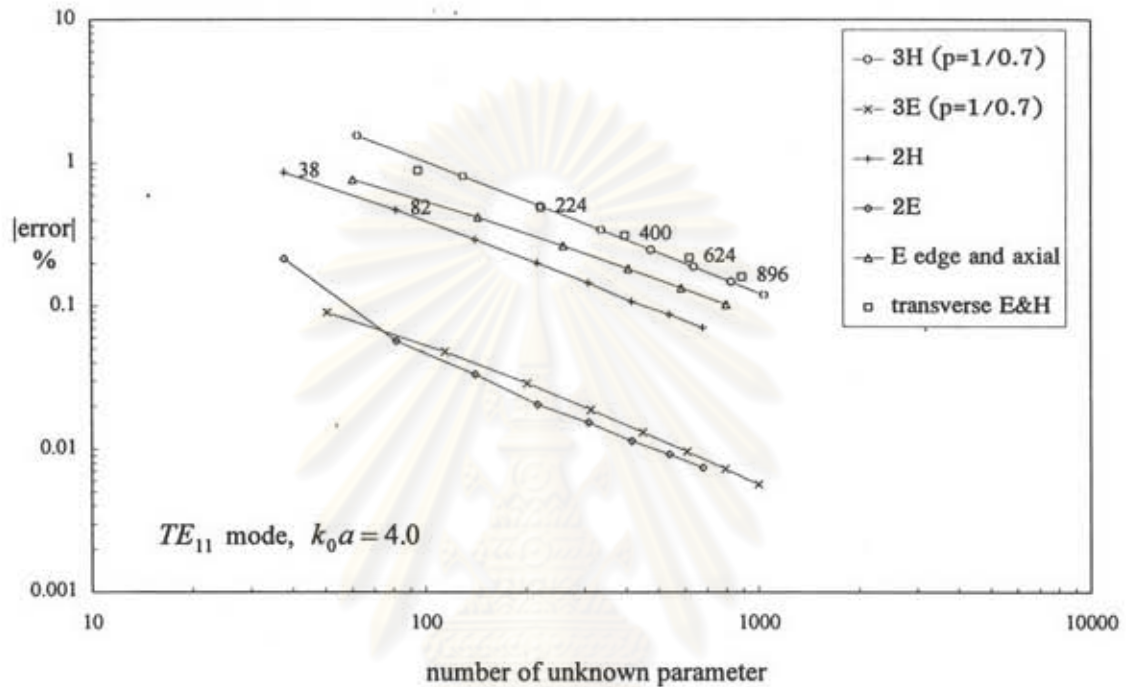 10
1
0.1
0.01
0.001
|error|
%
10
100
1000
10000
number of unknown parameter
38
82
224
400
624
896
TE₁₁ mode, k₀a = 4.0
3H (p=1/0.7)
3E (p=1/0.7)
2H
2E
E edge and axial
transverse E&H